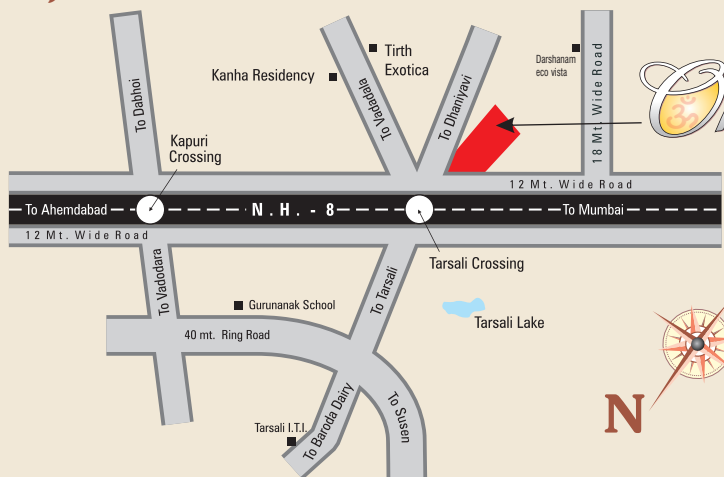 Tirth
Exotica
Kanha Residency
Darshanam
eco vista
To Dabhoi
To Vadadala
To Dhaniyavi
18 Mt. Wide Road
ॐ
Kapuri
Crossing
12 Mt. Wide Road
To Ahemdabad
N.H. - 8
To Mumbai
12 Mt. Wide Road
Tarsali Crossing
To Vadodara
To Tarsali
Gurunanak School
Tarsali Lake
40 mt. Ring Road
To Baroda Dairy
To Susen
Tarsali I.T.I.
N